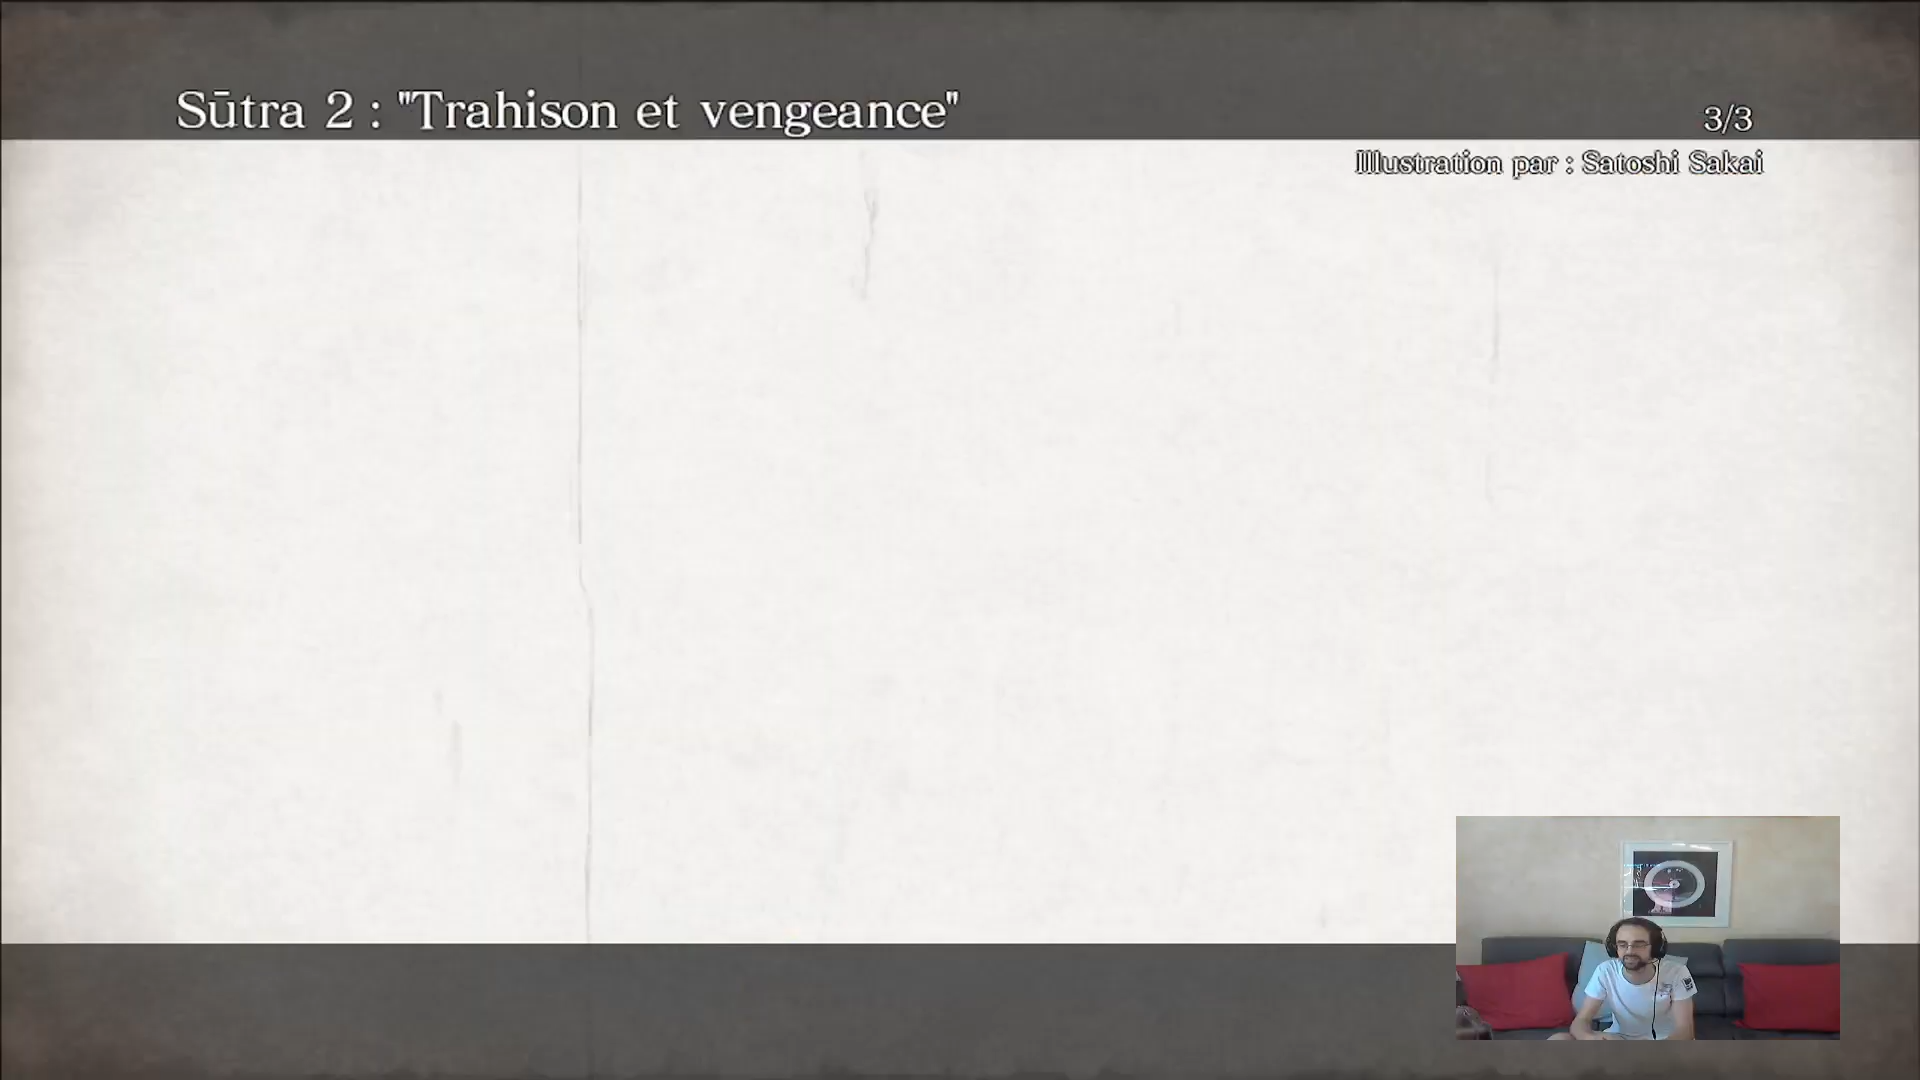 Sūtra 2 : "Trahison et vengeance"
3/3
Illustration par : Satoshi Sakai